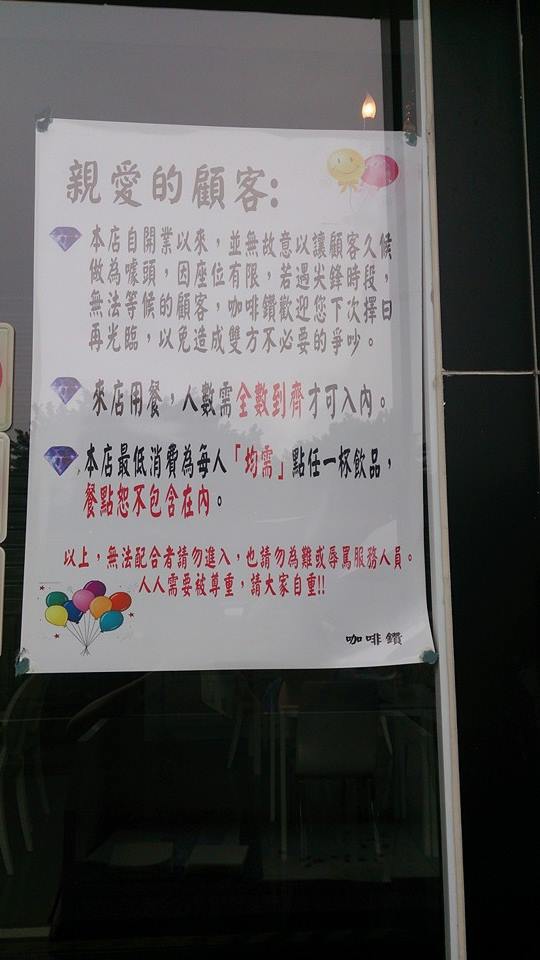 親愛的顧客:
本店自開業以來，並無故意以讓顧客久候
做為噱頭，因座位有限，若遇尖鋒時段，
無法等候的顧客，咖啡鑽歡迎您下次擇日
再光臨，以免造成雙方不必要的爭吵。
來店用餐，人數需全數到齊才可入內。
本店最低消費為每人「均需」點任一杯飲品，
餐點恕不包含在內。
以上，無法配合者請勿進入，也請勿為難或辱罵服務人員。
人人需要被尊重，請大家自重!!
咖啡鑽